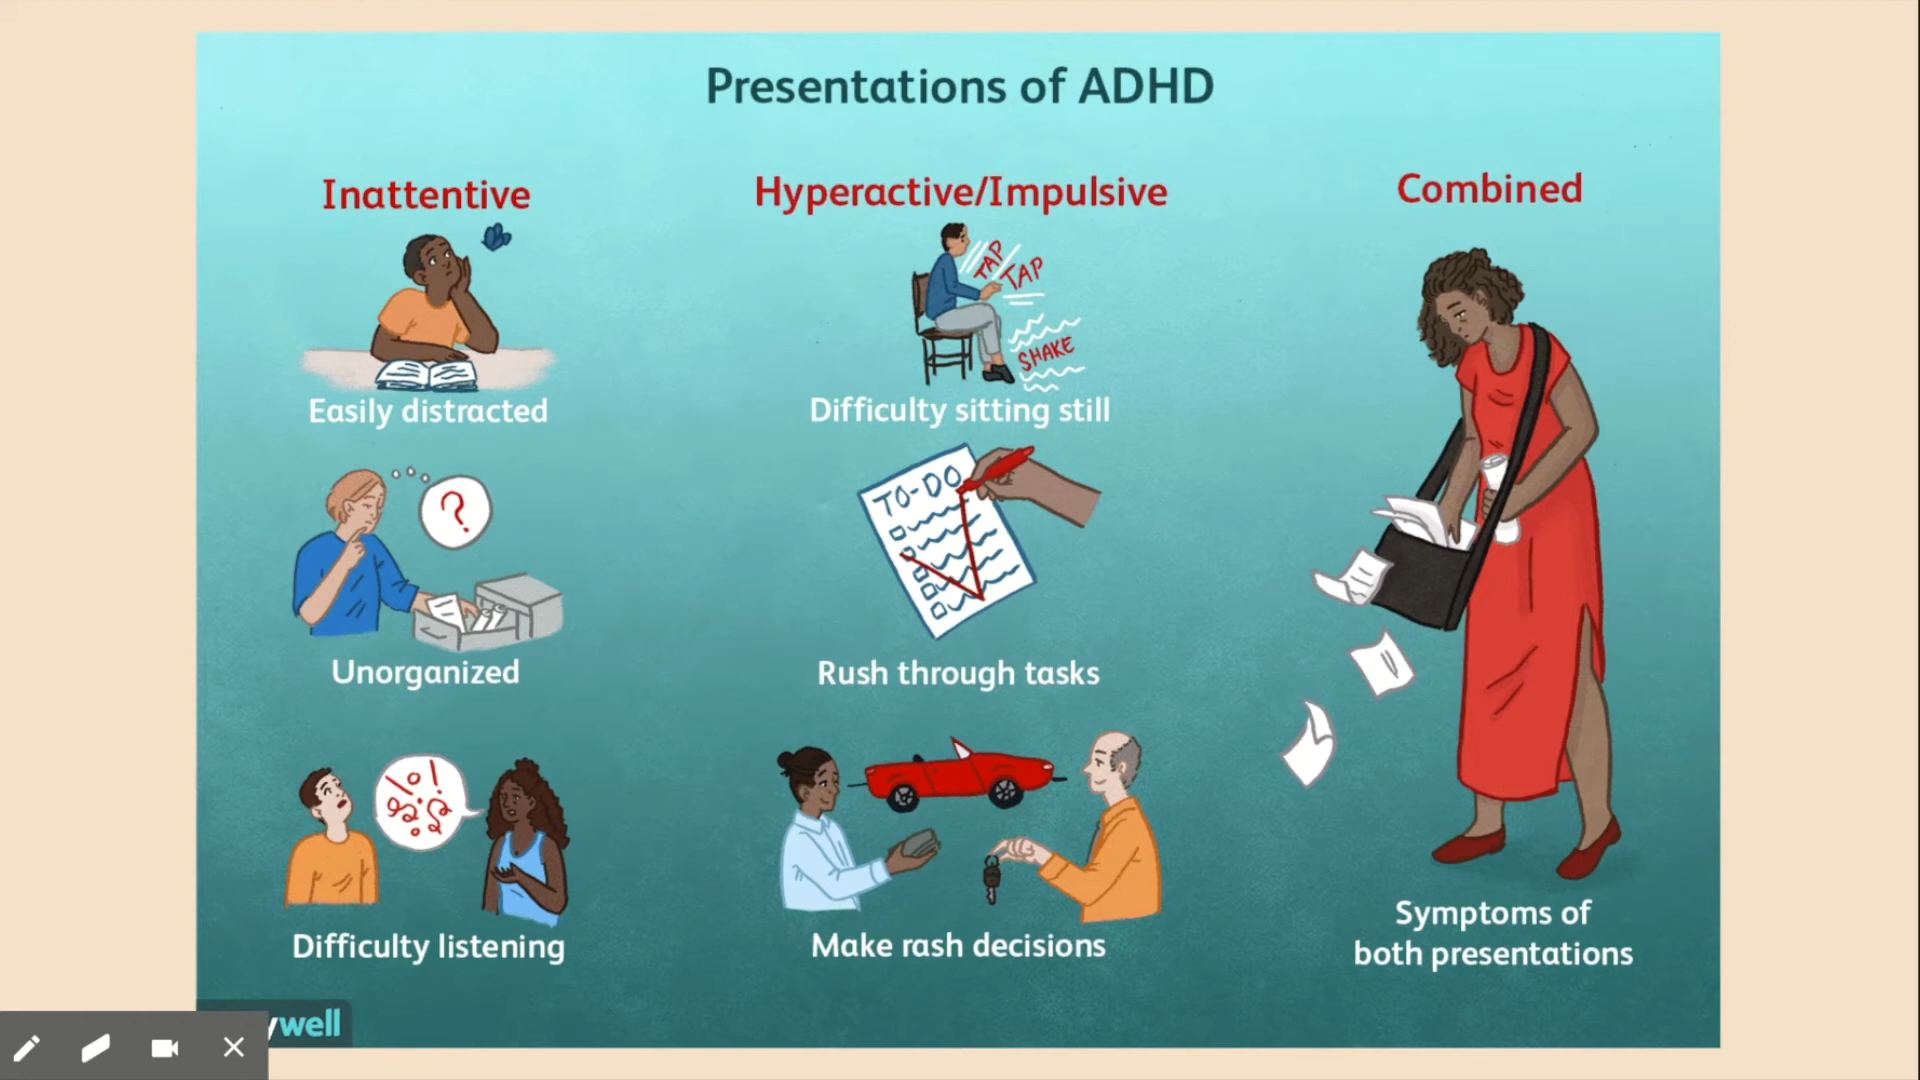 Presentations of ADHD
Inattentive
Easily distracted
?
Unorganized
Difficulty listening
Hyperactive/Impulsive
TAP
TAP
SHAKE
Difficulty sitting still
TO-DO
Rush through tasks
Make rash decisions
Combined
Symptoms of
both presentations
well